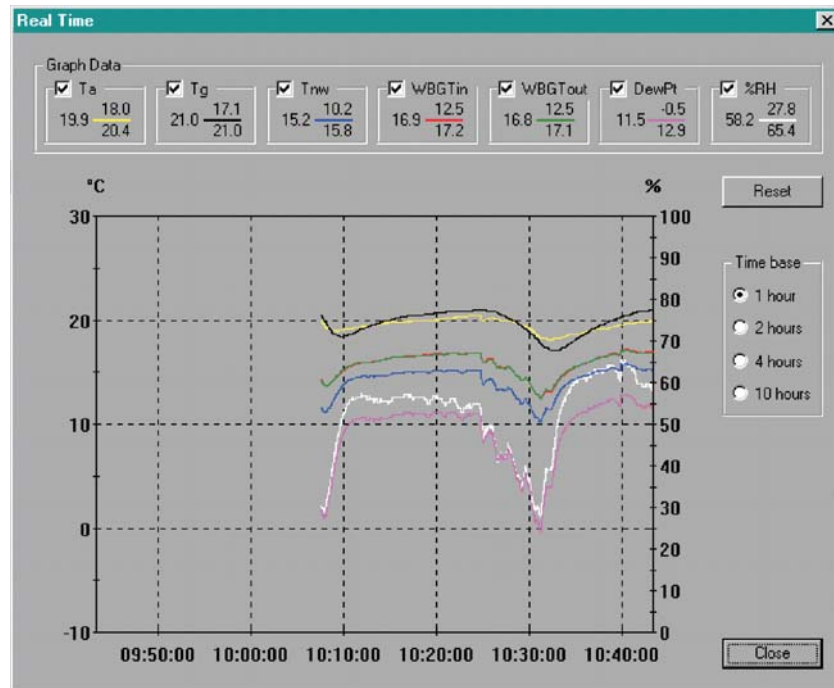 Real Time
Graph Data
Ta
19.9 18.0 20.4
Tg
21.0 17.1 21.0
Tnw
15.2 10.2 15.8
WBGTin
16.9 12.5 17.2
WBGTout
16.8 12.5 17.1
DewPt
11.5 -0.5 12.9
%RH
58.2 27.8 65.4
°C
%
Reset
30
20
10
0
-10
100
90
80
70
60
50
40
30
20
10
0
09:50:00 10:00:00 10:10:00 10:20:00 10:30:00 10:40:00
Time base
1 hour
2 hours
4 hours
10 hours
Close